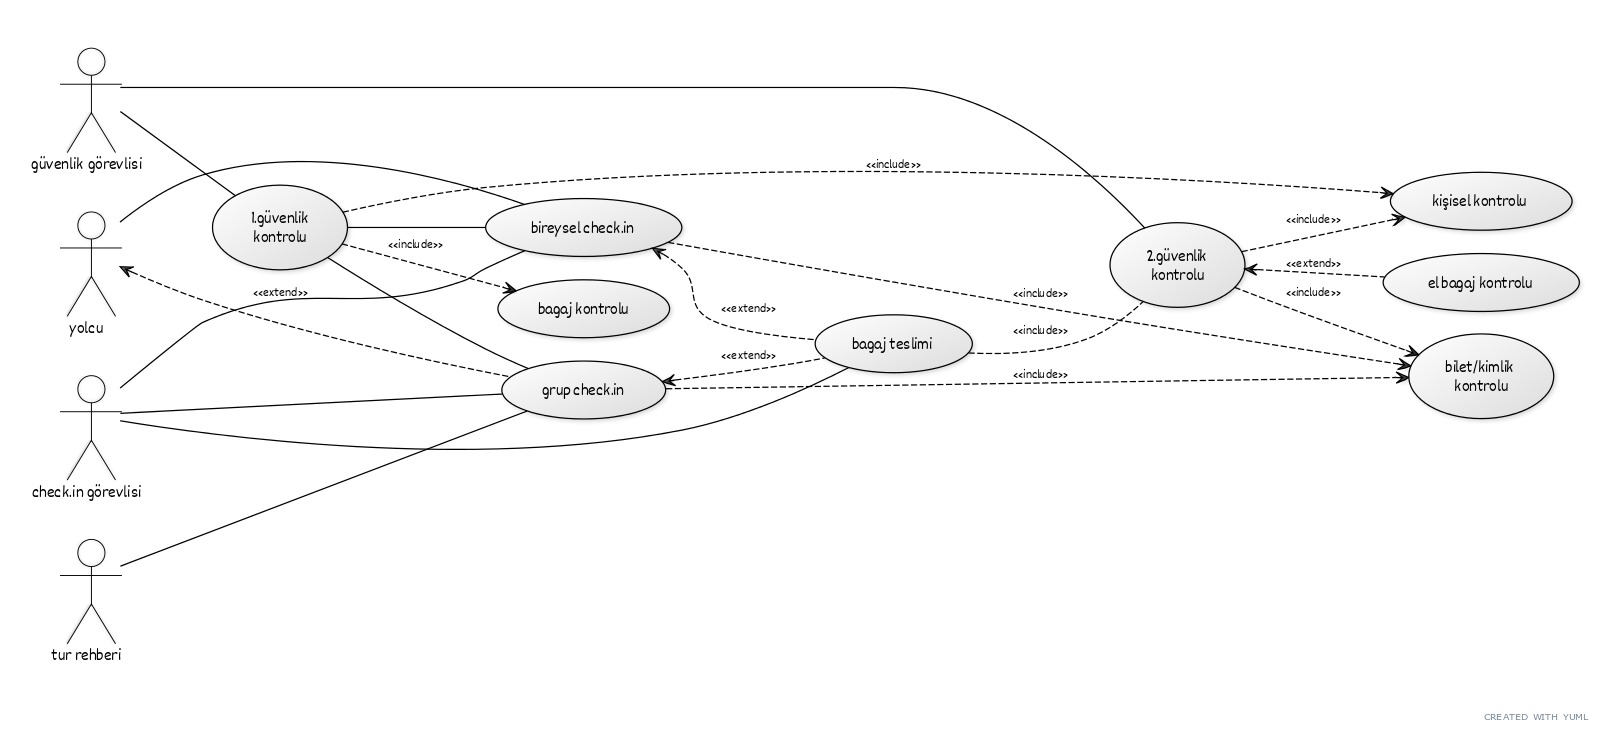 güvenlik görevlisi
<<include>>
kişisel kontrolu
1.güvenlik
kontrolu
bireysel check.in
<<include>>
<<include>>
2.güvenlik
kontrolu
<<extend>>
el bagaj kontrolu
<<include>>
<<extend>>
<<include>>
bagaj kontrolu
<<extend>>
yolcu
<<include>>
bagaj teslimi
<<extend>>
bilet/kimlik
kontrolu
<<include>>
grup check.in
check.in görevlisi
tur rehberi
CREATED WITH YUML